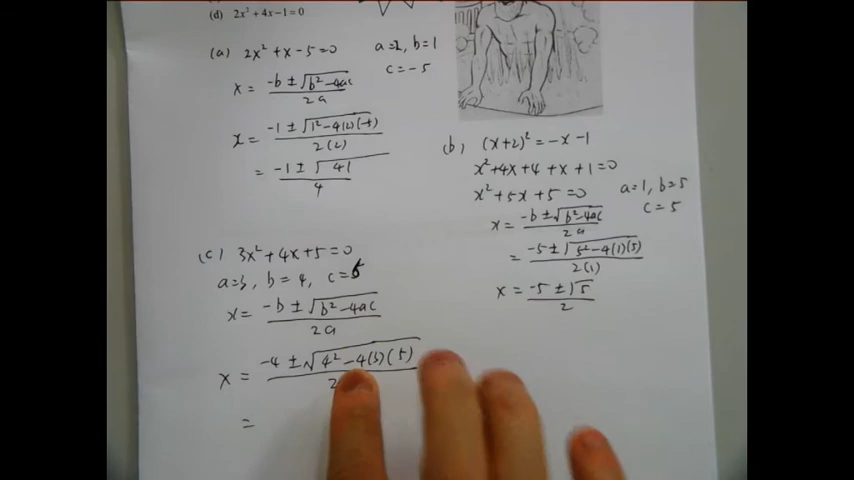 (d) 2x² + 4x − 1 = 0
(a) 2x² + x − 5 = 0 a=2, b=1
c = −5
x = (−b ± √(b² − 4ac)) / 2a
x = (−1 ± √(1² − 4(2)(−5))) / 2(2)
= (−1 ± √41) / 4
(b) (x+2)² = −x − 1
x² + 4x + 4 + x + 1 = 0
x² + 5x + 5 = 0 a=1, b=5
c = 5
x = (−b ± √(b² − 4ac)) / 2a
= (−5 ± √(5² − 4(1)(5))) / 2(1)
x = (−5 ± √5) / 2
(c) 3x² + 4x + 5 = 0
a=3, b=4, c=5
x = (−b ± √(b² − 4ac)) / 2a
x = (−4 ± √(4² − 4(3)(5))) / 2
=